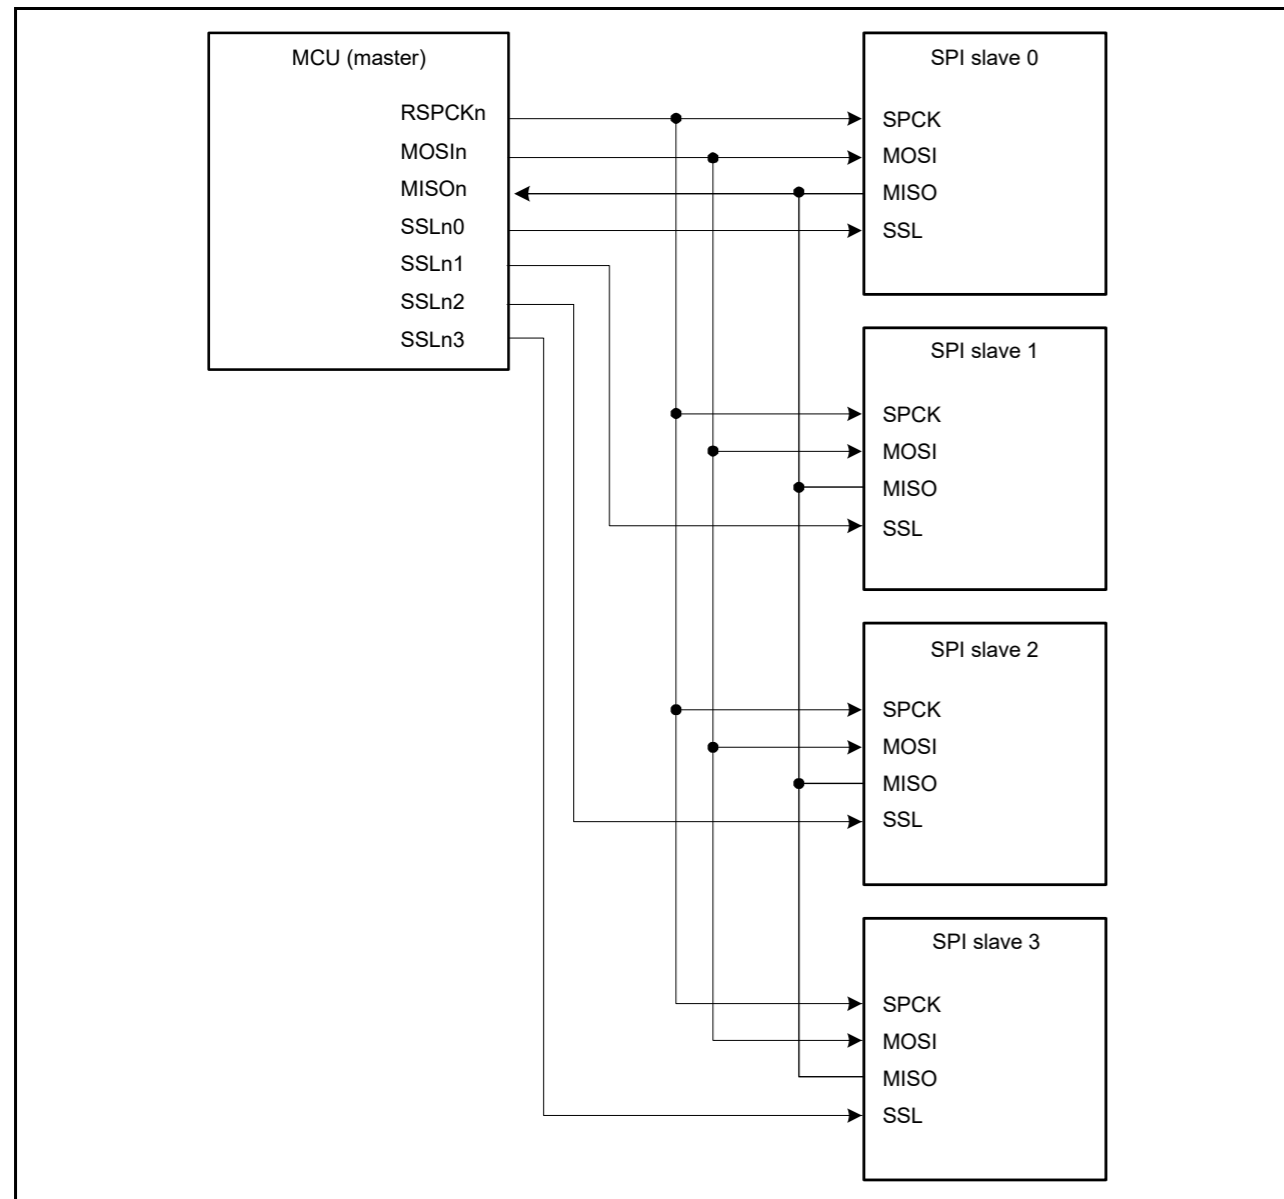 MCU (master)
RSPCKn
MOSIn
MISOn
SSLn0
SSLn1
SSLn2
SSLn3
SPI slave 0
SPCK
MOSI
MISO
SSL
SPI slave 1
SPCK
MOSI
MISO
SSL
SPI slave 2
SPCK
MOSI
MISO
SSL
SPI slave 3
SPCK
MOSI
MISO
SSL